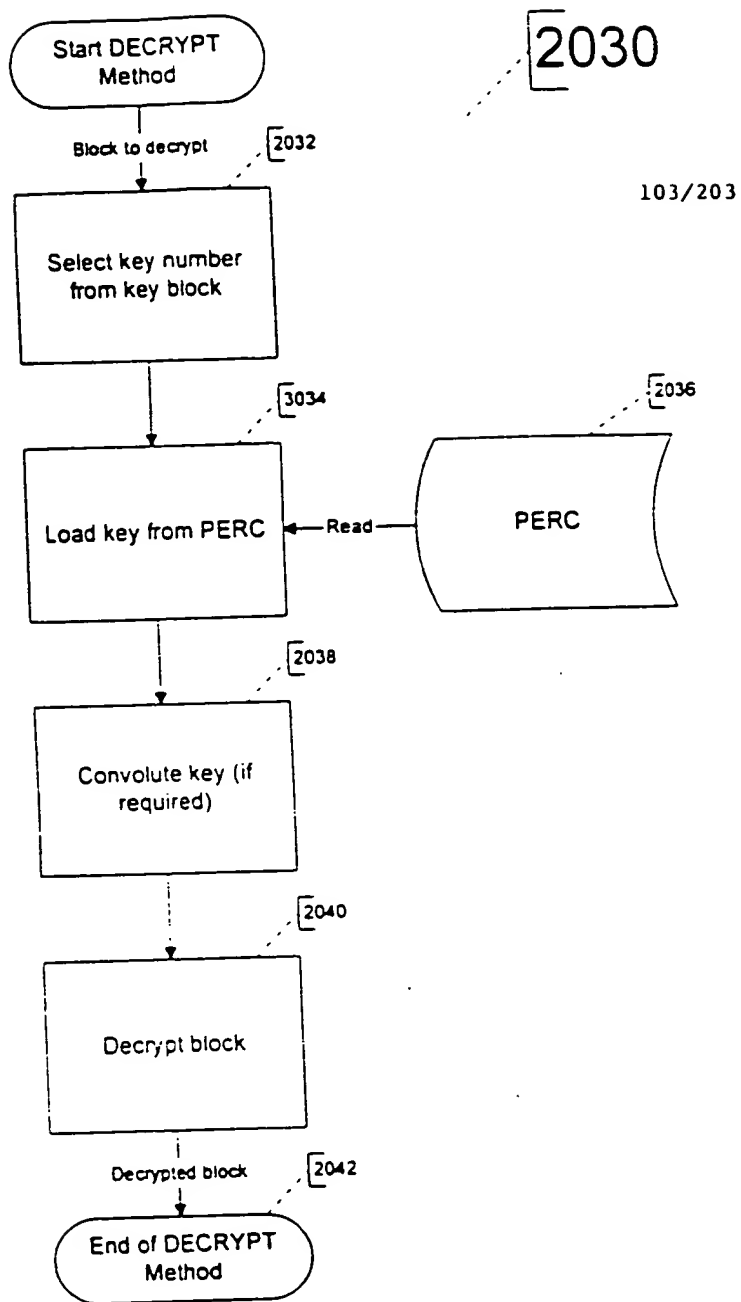 Start DECRYPT
Method
2030
Block to decrypt
2032
103/203
Select key number
from key block
3034
2036
Load key from PERC
Read
PERC
2038
Convolute key (if
required)
2040
Decrypt block
Decrypted block
2042
End of DECRYPT
Method